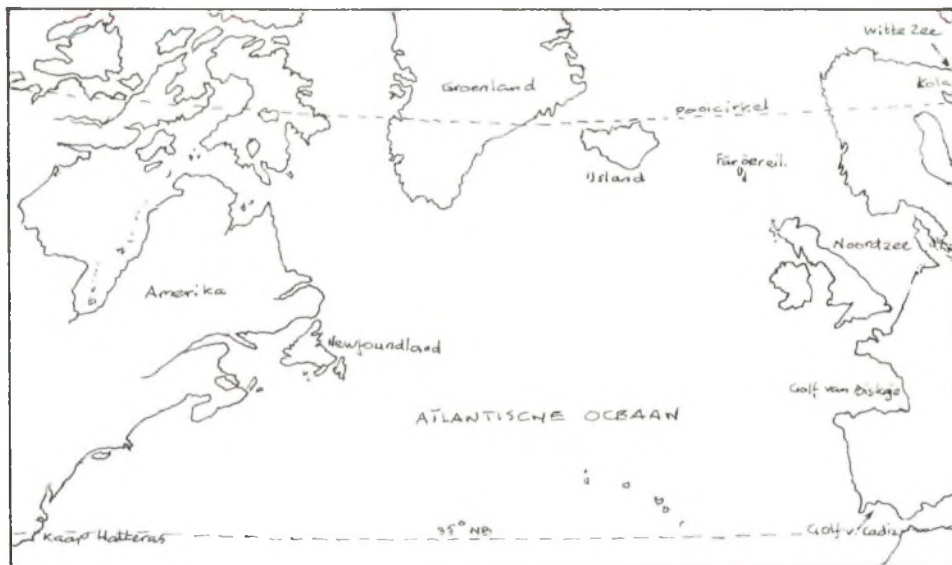 Witte Zee
Groenland
Kola
Poolcirkel
Färöereil.
IJsland
Noordzee
Amerika
Newfoundland
Golf van Biskaje
ATLANTISCHE OCEAAN
35° NB
Kaap Hatteras
Golf v. Cadiz